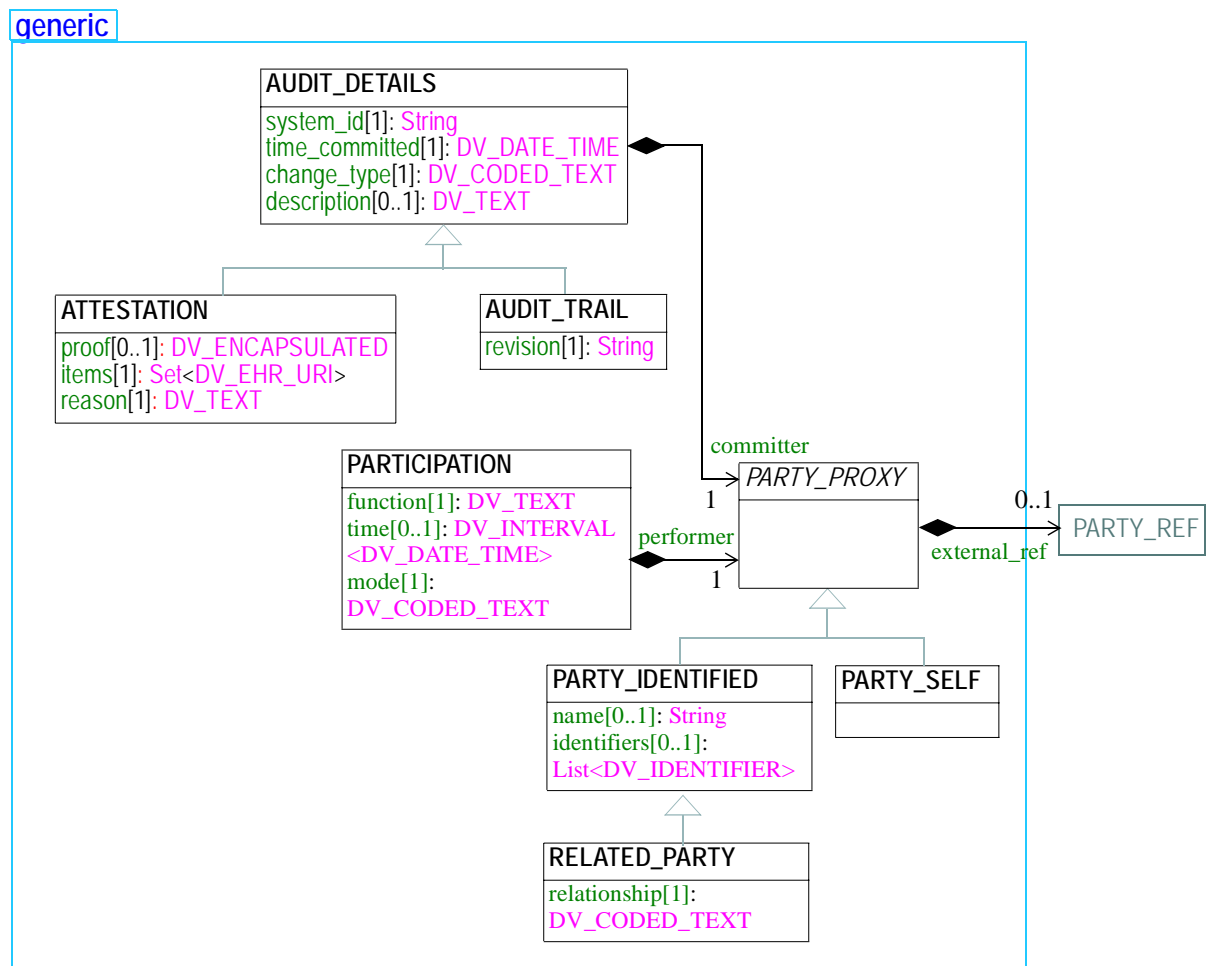 generic
AUDIT_DETAILS
system_id[1]: String
time_committed[1]: DV_DATE_TIME
change_type[1]: DV_CODED_TEXT
description[0..1]: DV_TEXT
ATTESTATION
proof[0..1]: DV_ENCAPSULATED
items[1]: Set<DV_EHR_URI>
reason[1]: DV_TEXT
AUDIT_TRAIL
revision[1]: String
committer
1
PARTICIPATION
function[1]: DV_TEXT
time[0..1]: DV_INTERVAL
<DV_DATE_TIME>
mode[1]:
DV_CODED_TEXT
performer
1
PARTY_PROXY
0..1
external_ref
PARTY_REF
PARTY_IDENTIFIED
name[0..1]: String
identifiers[0..1]:
List<DV_IDENTIFIER>
PARTY_SELF
RELATED_PARTY
relationship[1]:
DV_CODED_TEXT